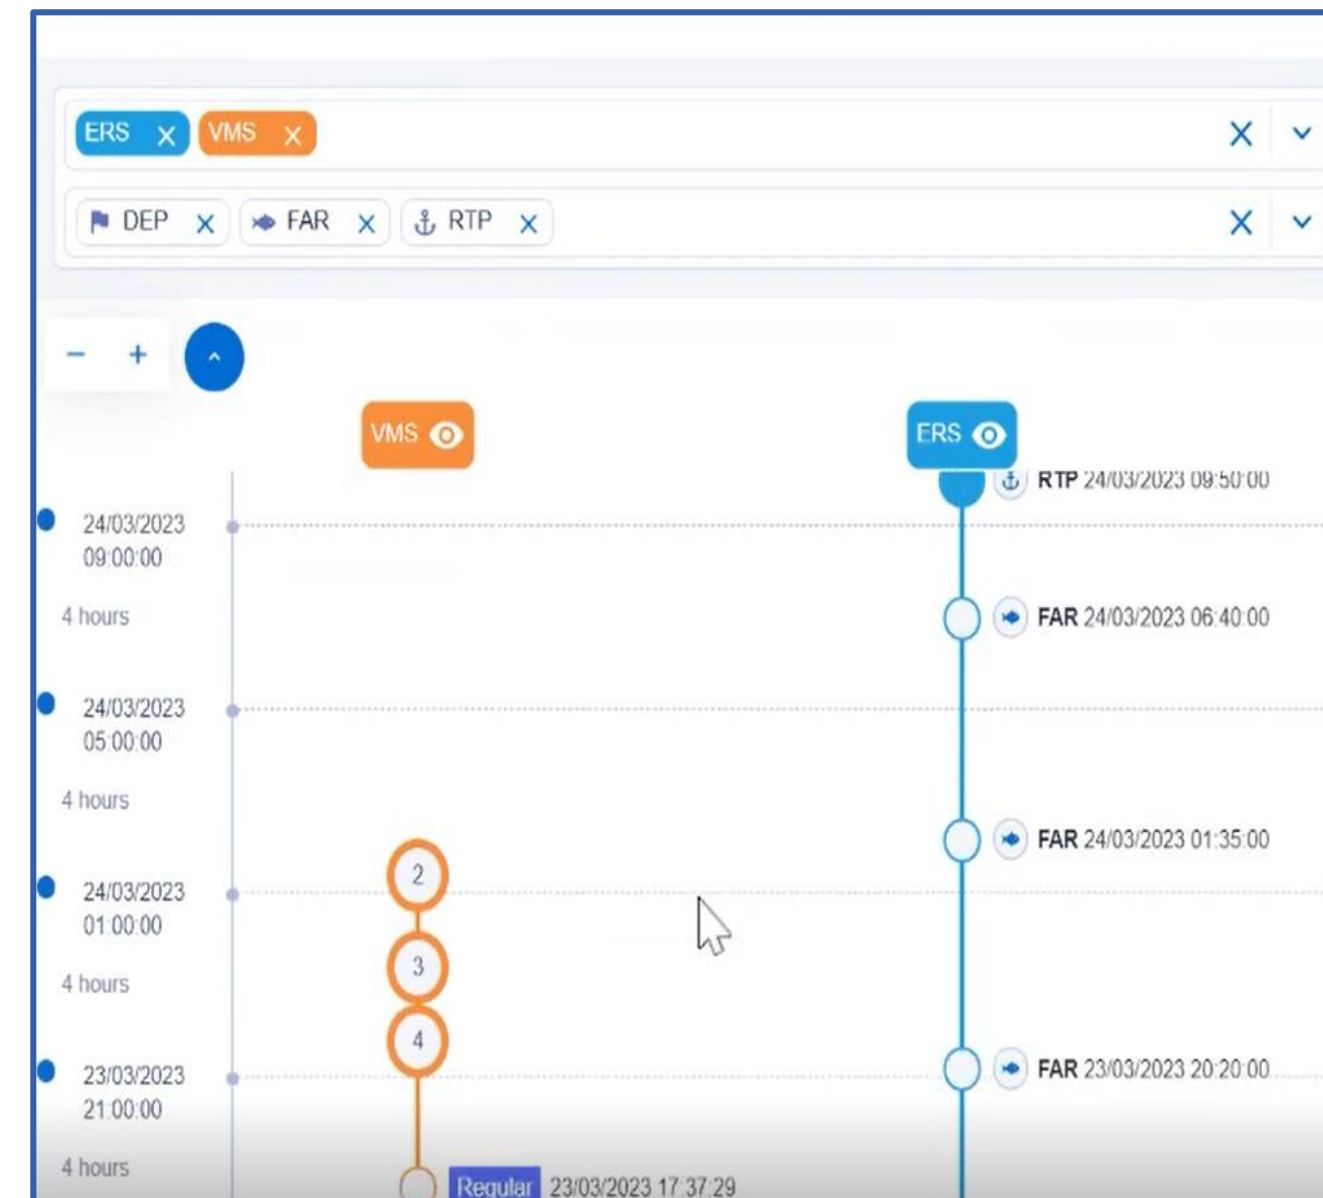 ERS VMS
DEP FAR RTP
VMS
ERS
RTP 24/03/2023 09:50:00
24/03/2023
09:00:00
4 hours
FAR 24/03/2023 06:40:00
24/03/2023
05:00:00
4 hours
FAR 24/03/2023 01:35:00
2
24/03/2023
01:00:00
3
4 hours
4
FAR 23/03/2023 20:20:00
23/03/2023
21:00:00
4 hours
Regular 23/03/2023 17:37:29